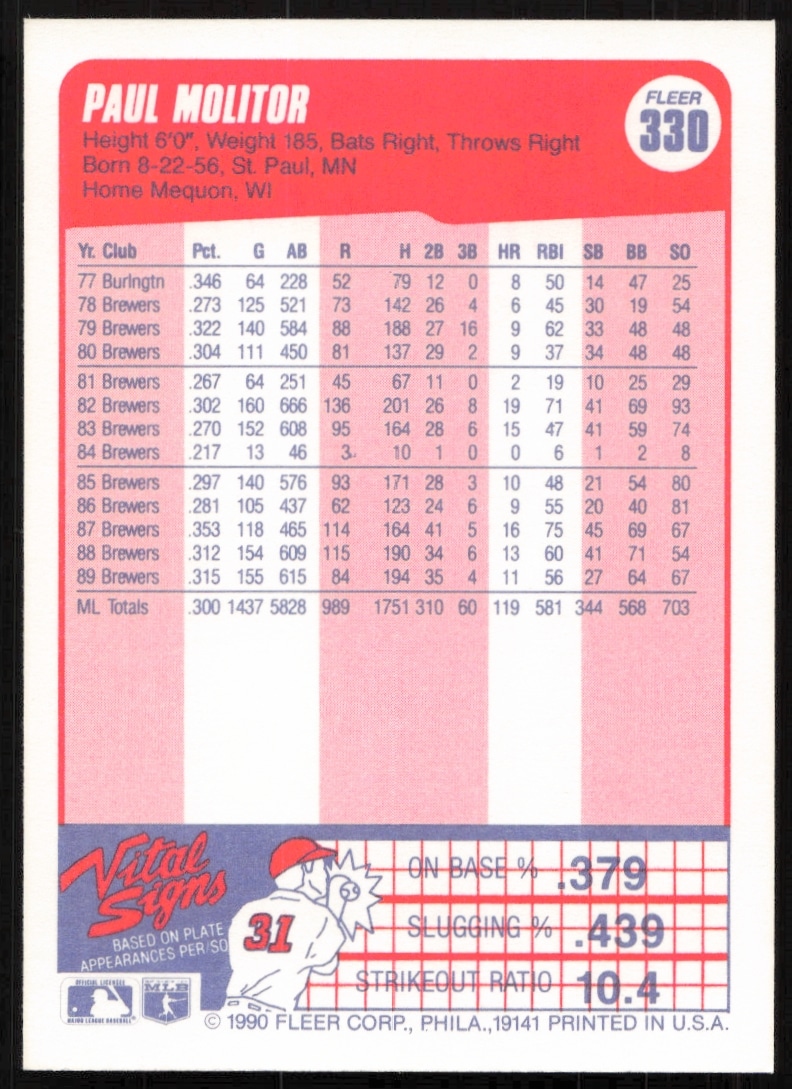 PAUL MOLITOR
FLEER
330
Height 6'0", Weight 185, Bats Right, Throws Right
Born 8-22-56, St. Paul, MN
Home Mequon, WI
Yr. Club Pct. G AB R H 2B 3B HR RBI SB BB SO
77 Burlngtn .346 64 228 52 79 12 0 8 50 14 47 25
78 Brewers .273 125 521 73 142 26 4 6 45 30 19 54
79 Brewers .322 140 584 88 188 27 16 9 62 33 48 48
80 Brewers .304 111 450 81 137 29 2 9 37 34 48 48
81 Brewers .267 64 251 45 67 11 0 2 19 10 25 29
82 Brewers .302 160 666 136 201 26 8 19 71 41 69 93
83 Brewers .270 152 608 95 164 28 6 15 47 41 59 74
84 Brewers .217 13 46 3 10 1 0 0 6 1 2 8
85 Brewers .297 140 576 93 171 28 3 10 48 21 54 80
86 Brewers .281 105 437 62 123 24 6 9 55 20 40 81
87 Brewers .353 118 465 114 164 41 5 16 75 45 69 67
88 Brewers .312 154 609 115 190 34 6 13 60 41 71 54
89 Brewers .315 155 615 84 194 35 4 11 56 27 64 67
ML Totals .300 1437 5828 989 1751 310 60 119 581 344 568 703
Vital
Signs
BASED ON PLATE
APPEARANCES PER/SO
31
ON BASE % .379
SLUGGING % .439
STRIKEOUT RATIO 10.4
OFFICIAL LICENSEE
MAJOR LEAGUE BASEBALL
MLB
© 1990 FLEER CORP., PHILA.,19141 PRINTED IN U.S.A.